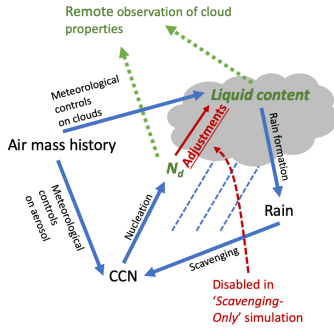 Remote observation of cloud
properties
Meteorological
controls
on clouds
Liquid content
Adjustments
Rain formation
Air mass history
N_d
Meteorological
controls
on aerosol
Nucleation
Rain
Scavenging
CCN
Disabled in
‘Scavenging-
Only’ simulation